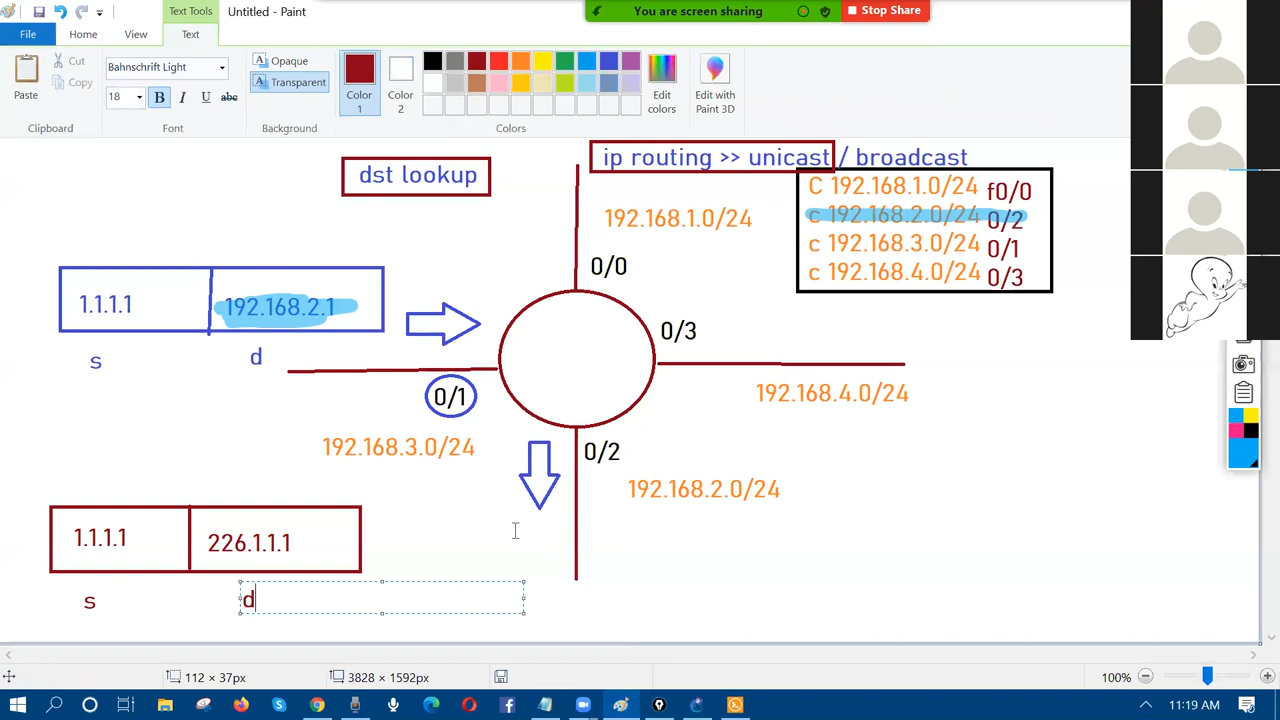 Text Tools
Untitled - Paint
You are screen sharing
Stop Share
File
Home
View
Text
Paste
Cut
Copy
Clipboard
Bahnschrift Light
18
B I U abc
Font
Opaque
Transparent
Background
Color 1
Color 2
Colors
Edit colors
Edit with Paint 3D
dst lookup
ip routing >> unicast / broadcast
C 192.168.1.0/24 f0/0
c 192.168.2.0/24 0/2
c 192.168.3.0/24 0/1
c 192.168.4.0/24 0/3
192.168.1.0/24
0/0
1.1.1.1
192.168.2.1
s
d
0/3
0/1
192.168.4.0/24
192.168.3.0/24
0/2
192.168.2.0/24
1.1.1.1
226.1.1.1
s
d
112 × 37px
3828 × 1592px
100%
11:19 AM